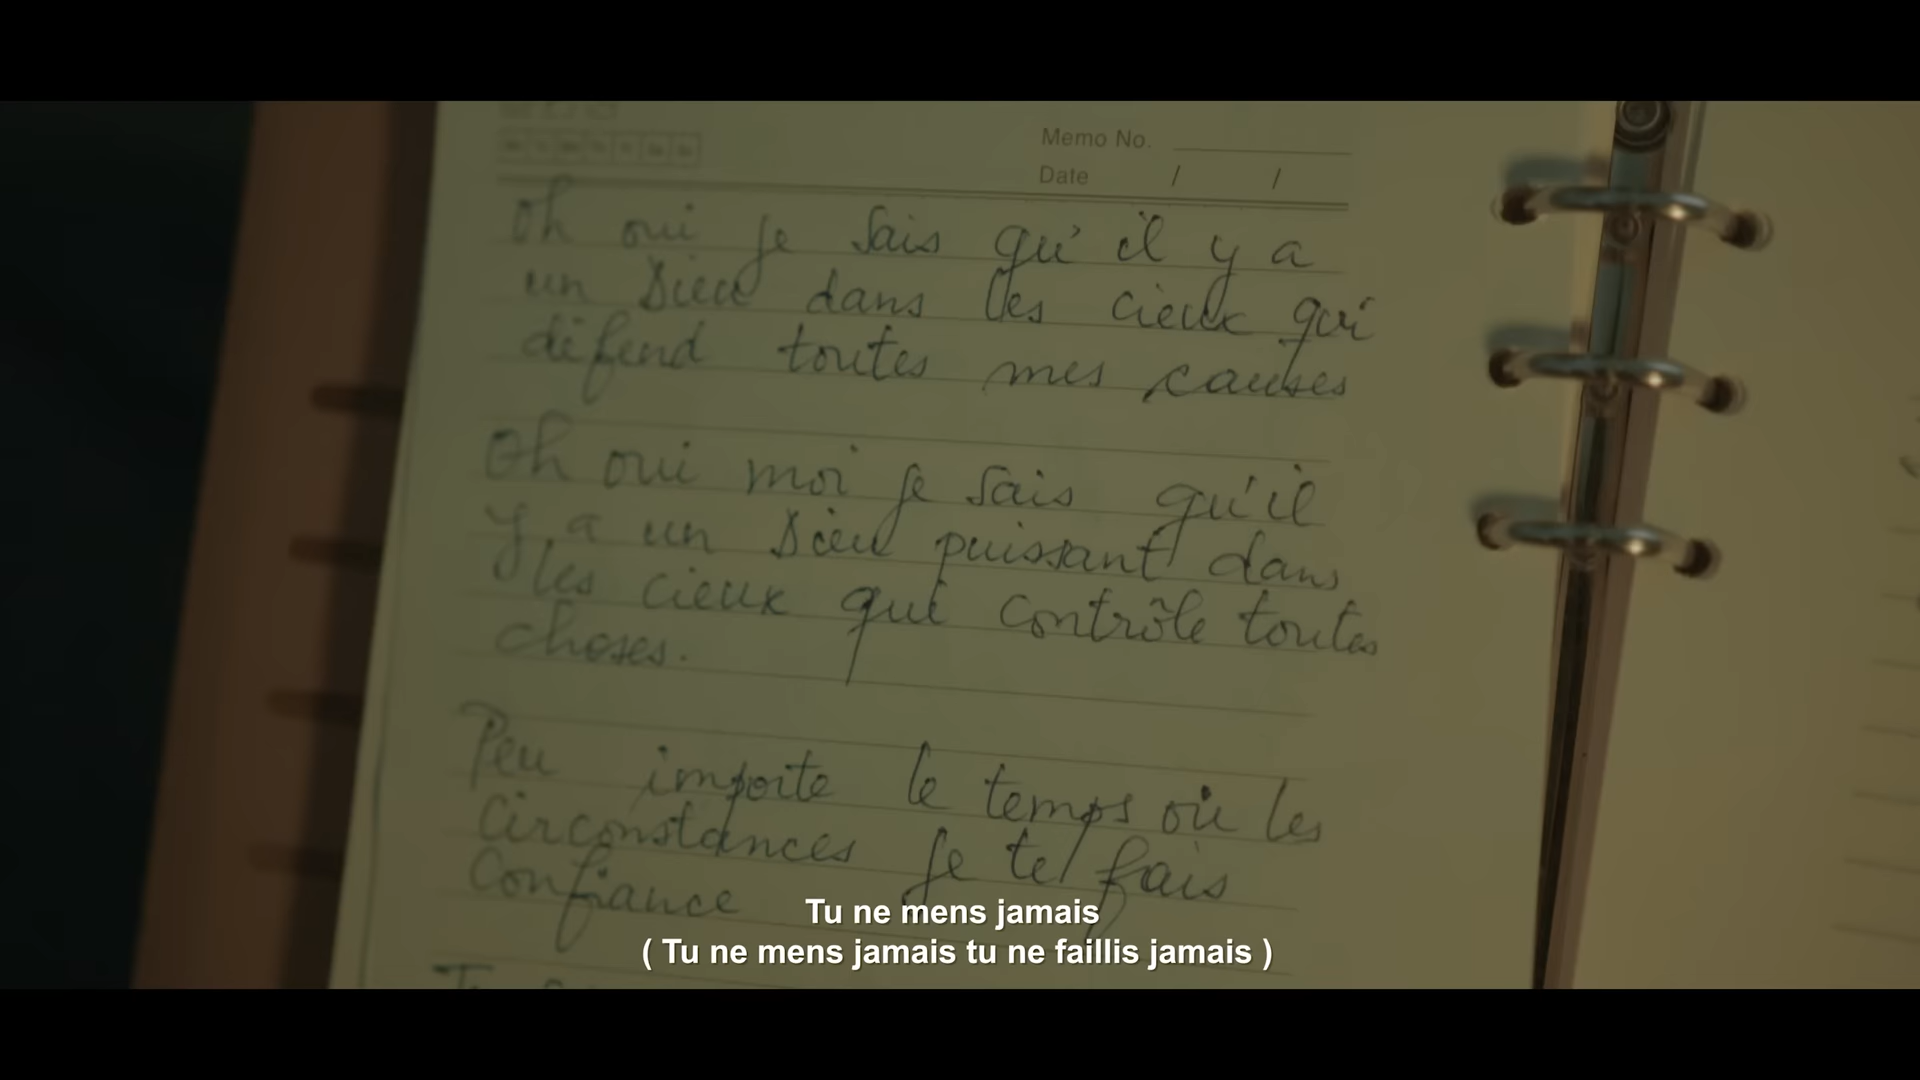 Memo No.
Date / /
Oh oui je sais qu'il y a
un Dieu dans les cieux qui
défend toutes mes causes
Oh oui moi je sais qu'il
y a un Dieu puissant dans
les cieux qui contrôle toutes
choses.
Peu importe le temps où les
circonstances je te fais
confiance
Tu ne mens jamais
( Tu ne mens jamais tu ne faillis jamais )